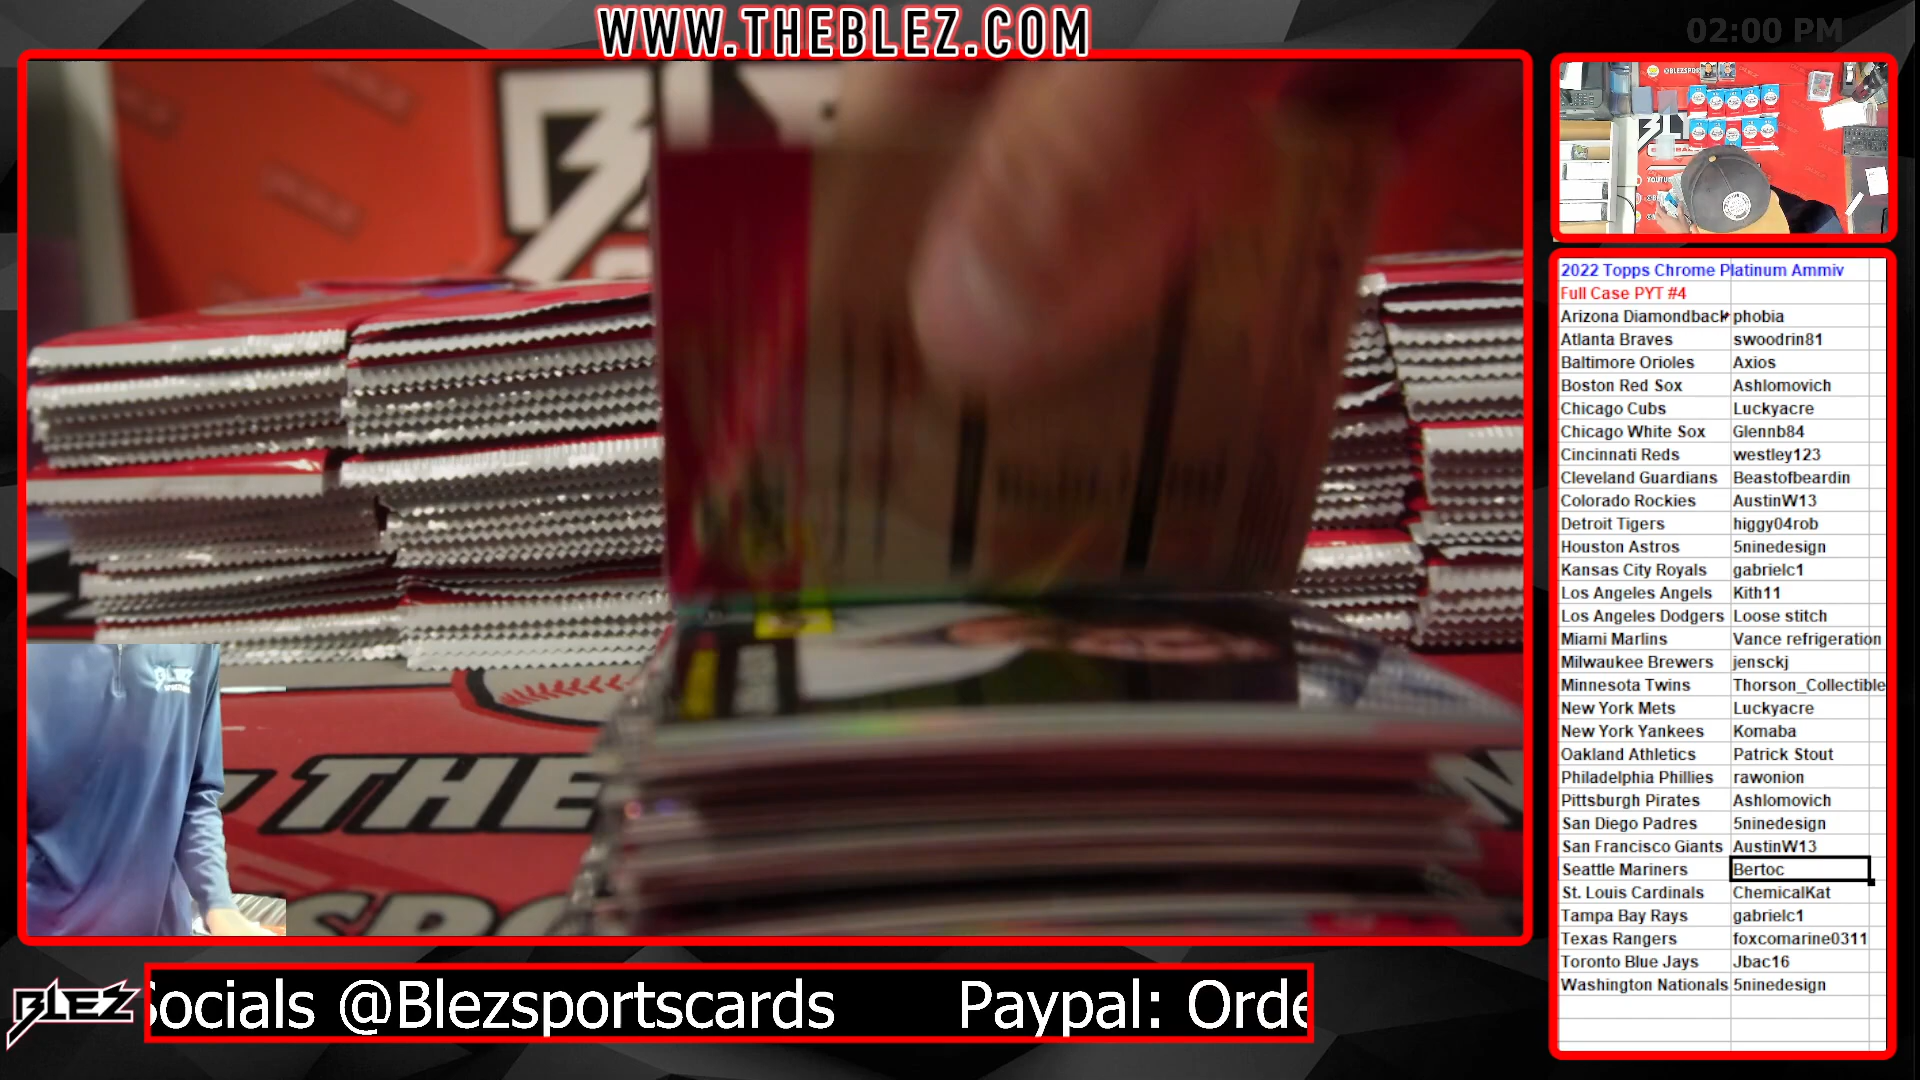 WWW.THEBLEZ.COM
02:00 PM
@BLEZSPOR
2022 Topps Chrome Platinum Ammiv
Full Case PYT #4
Arizona Diamondback phobia
Atlanta Braves swoodrin81
Baltimore Orioles Axios
Boston Red Sox Ashlomovich
Chicago Cubs Luckyacre
Chicago White Sox Glennb84
Cincinnati Reds westley123
Cleveland Guardians Beastofbeardin
Colorado Rockies AustinW13
Detroit Tigers higgy04rob
Houston Astros 5ninedesign
Kansas City Royals gabrielc1
Los Angeles Angels Kith11
Los Angeles Dodgers Loose stitch
Miami Marlins Vance refrigeration
Milwaukee Brewers jensckj
Minnesota Twins Thorson_Collectible
New York Mets Luckyacre
New York Yankees Komaba
Oakland Athletics Patrick Stout
Philadelphia Phillies rawonion
Pittsburgh Pirates Ashlomovich
San Diego Padres 5ninedesign
San Francisco Giants AustinW13
Seattle Mariners Bertoc
St. Louis Cardinals ChemicalKat
Tampa Bay Rays gabrielc1
Texas Rangers foxcomarine0311
Toronto Blue Jays Jbac16
Washington Nationals 5ninedesign
THE
BLEZ
BLEZ
Socials @Blezsportscards Paypal: Orde